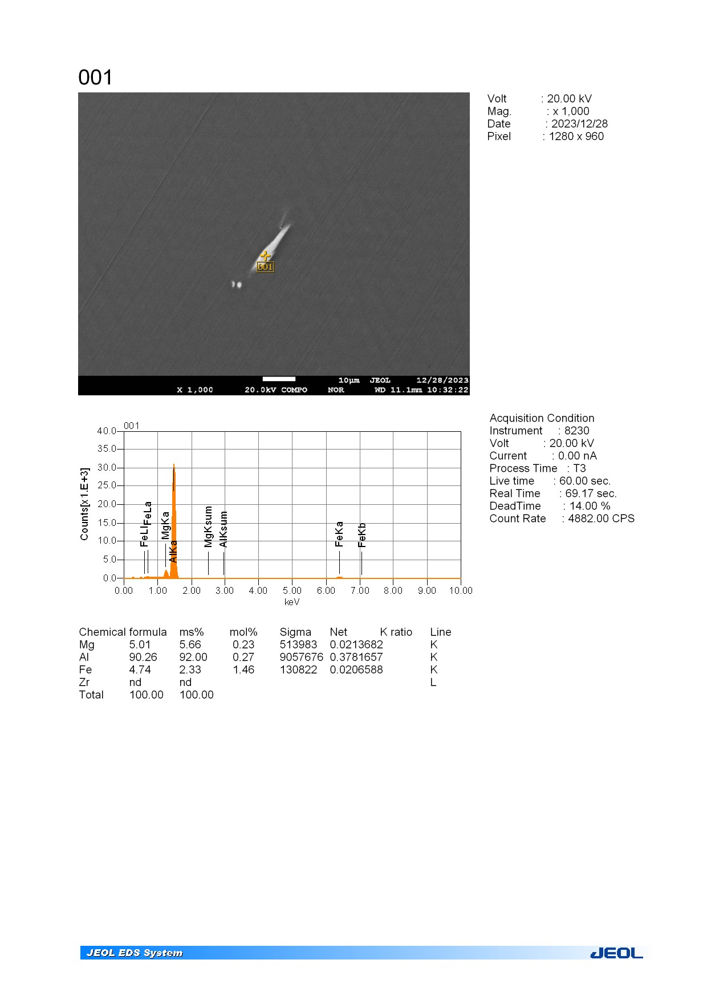 001
Volt : 20.00 kV
Mag. : x 1,000
Date : 2023/12/28
Pixel : 1280 x 960
001
10μm JEOL 12/28/2023
X 1,000 20.0kV COMPO NOR WD 11.1mm 10:32:22
Acquisition Condition
Instrument : 8230
Volt : 20.00 kV
Current : 0.00 nA
Process Time : T3
Live time : 60.00 sec.
Real Time : 69.17 sec.
DeadTime : 14.00 %
Count Rate : 4882.00 CPS
001
Counts[x1.E+3]
40.0
35.0
30.0
25.0
20.0
15.0
10.0
5.0
0.0
FeLl
FeLa
MgKa
AlKa
MgKsum
AlKsum
FeKa
FeKb
0.00 1.00 2.00 3.00 4.00 5.00 6.00 7.00 8.00 9.00 10.00
keV
Chemical formula ms% mol% Sigma Net K ratio Line
Mg 5.01 5.66 0.23 513983 0.0213682 K
Al 90.26 92.00 0.27 9057676 0.3781657 K
Fe 4.74 2.33 1.46 130822 0.0206588 K
Zr nd nd L
Total 100.00 100.00
JEOL EDS System JEOL